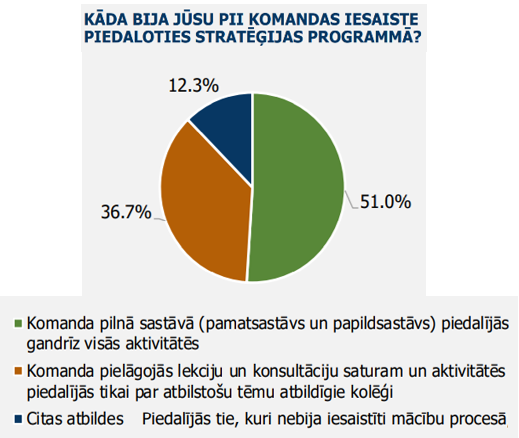 KĀDA BIJA JŪSU PII KOMANDAS IESAISTE
PIEDALOTIES STRATĒĢIJAS PROGRAMMĀ?
12.3%
51.0%
36.7%
Komanda pilnā sastāvā (pamatsastāvs un papildsastāvs) piedalījās
gandrīz visās aktivitātēs
Komanda pielāgojās lekciju un konsultāciju saturam un aktivitātēs
piedalījās tikai par atbilstošu tēmu atbildīgie kolēģi
Citas atbildes Piedalījās tie, kuri nebija iesaistīti mācību procesā